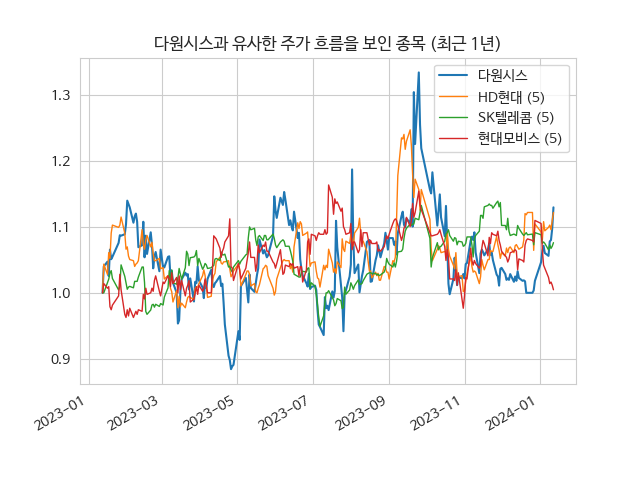 다원시스과 유사한 주가 흐름을 보인 종목 (최근 1년)
다원시스
HD현대 (5)
SK텔레콤 (5)
현대모비스 (5)
1.3
1.2
1.1
1.0
0.9
2023-01
2023-03
2023-05
2023-07
2023-09
2023-11
2024-01